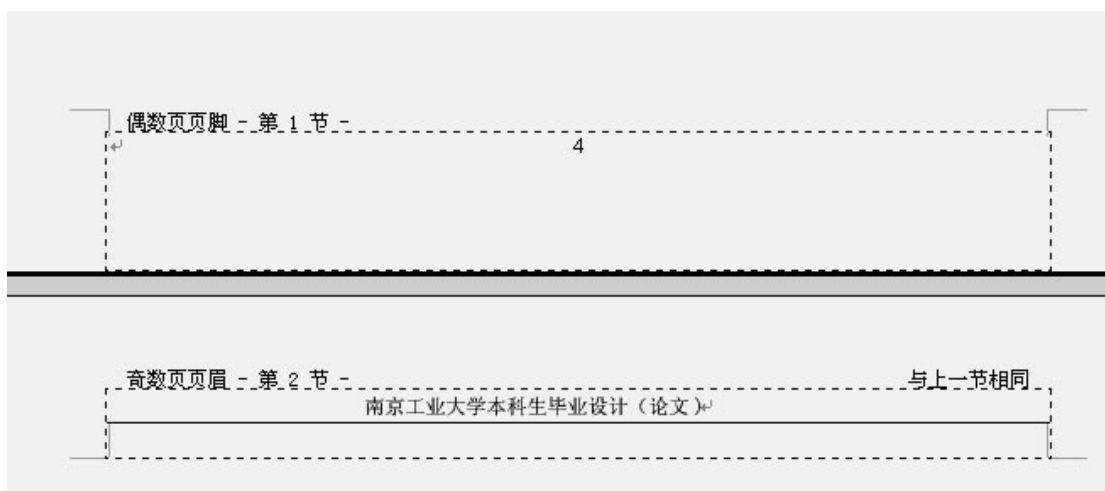 偶数页页脚 - 第 1 节 -
4
奇数页页眉 - 第 2 节 -
与上一节相同
南京工业大学本科生毕业设计（论文）